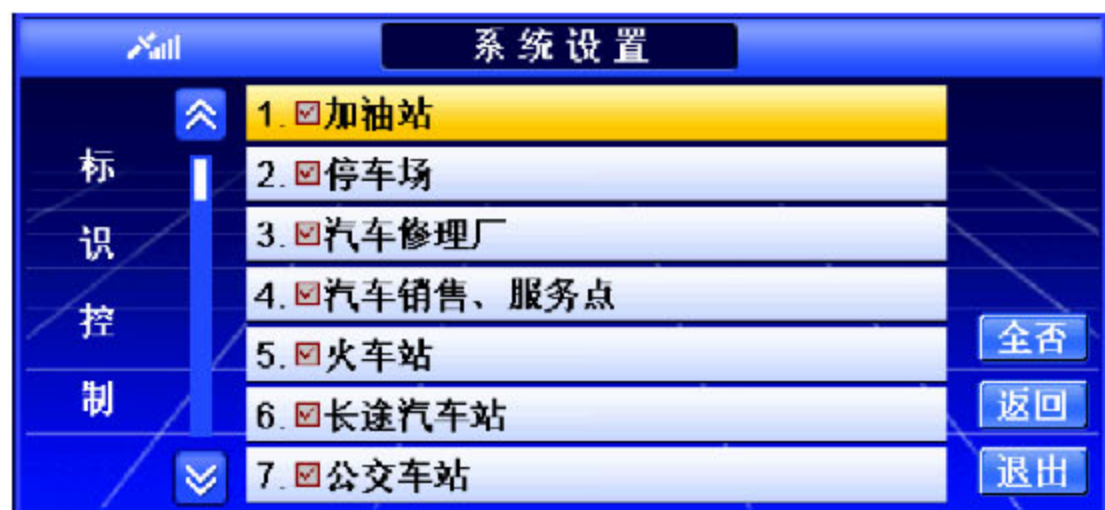 系统设置
标识控制
1. 加油站
2. 停车场
3. 汽车修理厂
4. 汽车销售、服务点
5. 火车站
6. 长途汽车站
7. 公交车站
全否
返回
退出